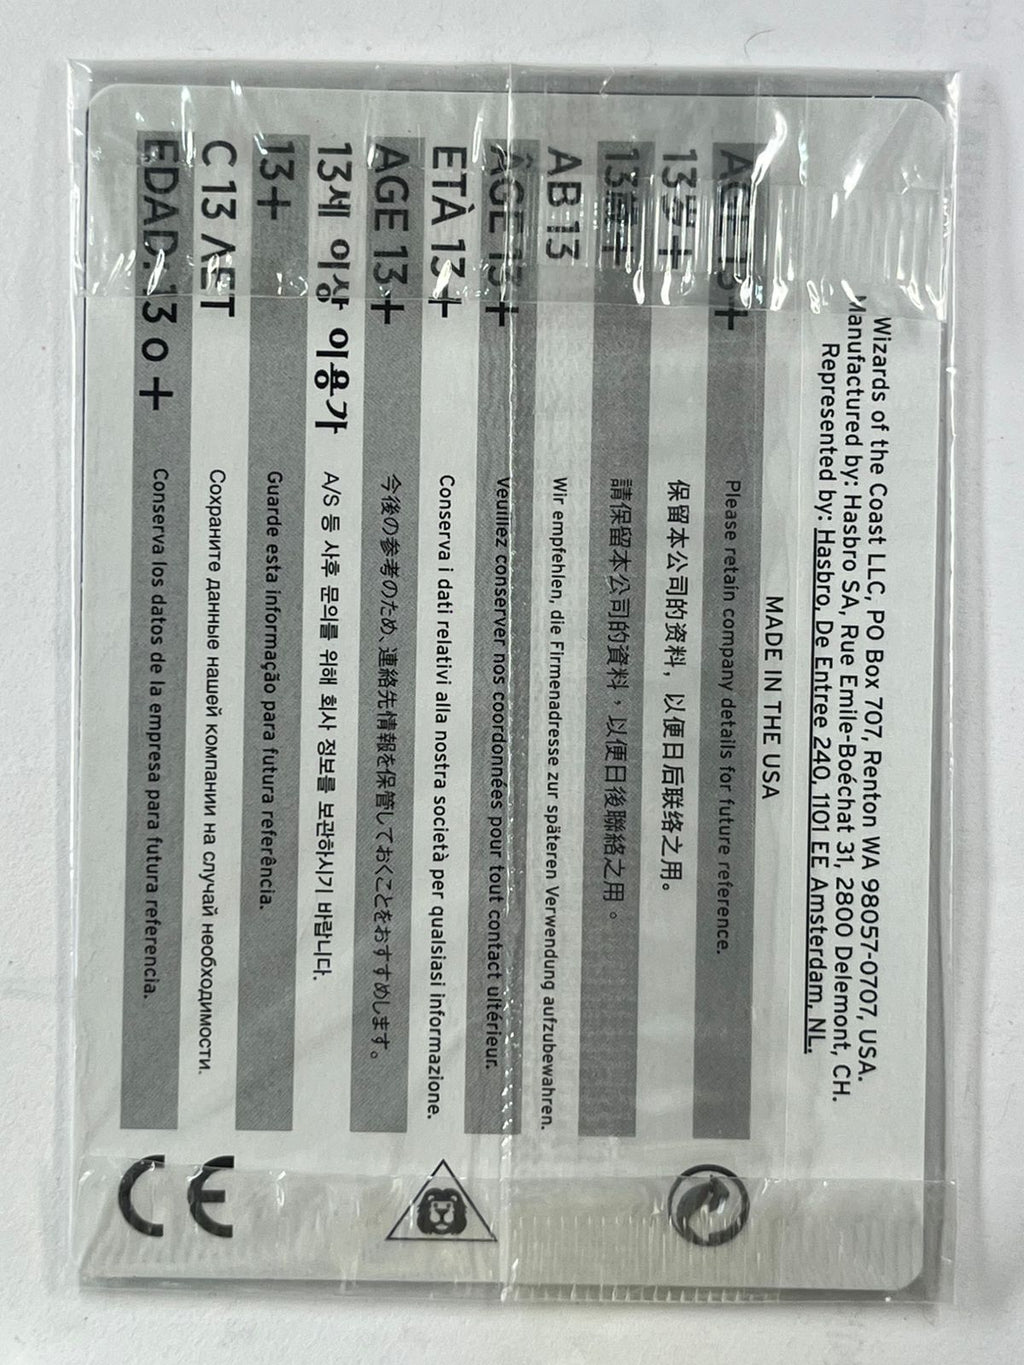 Wizards of the Coast LLC, PO Box 707, Renton WA 98057-0707, USA.
Manufactured by: Hasbro SA, Rue Emile-Boéchat 31, 2800 Delemont, CH.
Represented by: Hasbro, De Entree 240, 1101 EE Amsterdam, NL.
MADE IN THE USA
AGE 13+ Please retain company details for future reference.
13岁+ 保留本公司的资料，以便日后联络之用。
13歲+ 請保留本公司的資料，以便日後聯絡之用。
AB 13 Wir empfehlen, die Firmenadresse zur späteren Verwendung aufzubewahren.
ÂGE 13+ Veuillez conserver nos coordonnées pour tout contact ultérieur.
ETÀ 13+ Conserva i dati relativi alla nostra società per qualsiasi informazione.
AGE 13+ 今後の参考のため、連絡先情報を保管しておくことをおすすめします。
13세 이상 이용가 A/S 등 사후 문의를 위해 회사 정보를 보관하시기 바랍니다.
13+ Guarde esta informação para futura referência.
С 13 ЛЕТ Сохраните данные нашей компании на случай необходимости.
EDAD: 13 o + Conserva los datos de la empresa para futura referencia.
CE